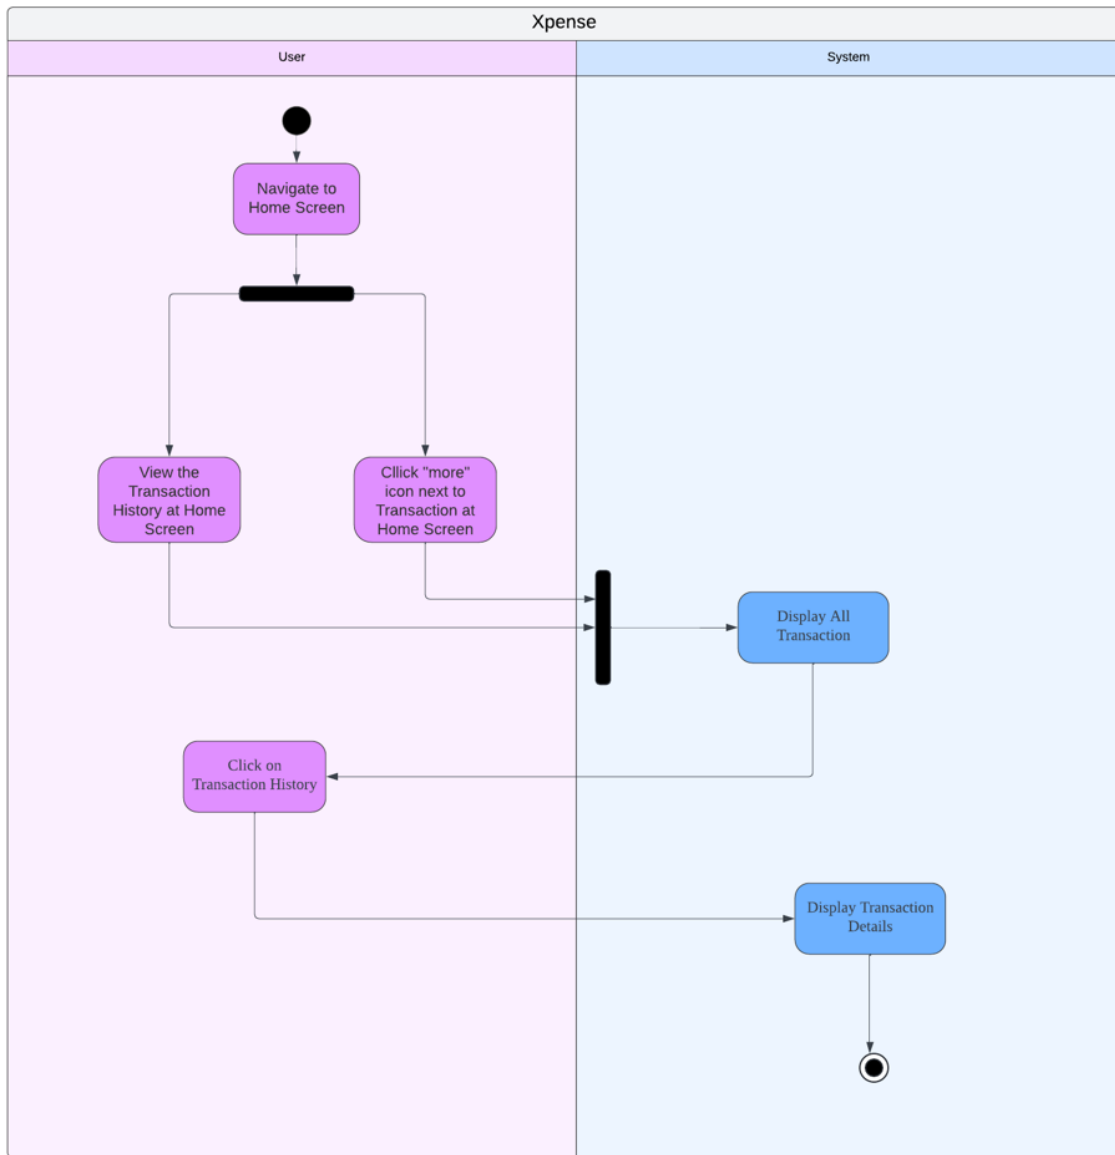 Xpense
User
System
Navigate to
Home Screen
View the
Transaction
History at Home
Screen
Cllick "more"
icon next to
Transaction at
Home Screen
Display All
Transaction
Click on
Transaction History
Display Transaction
Details